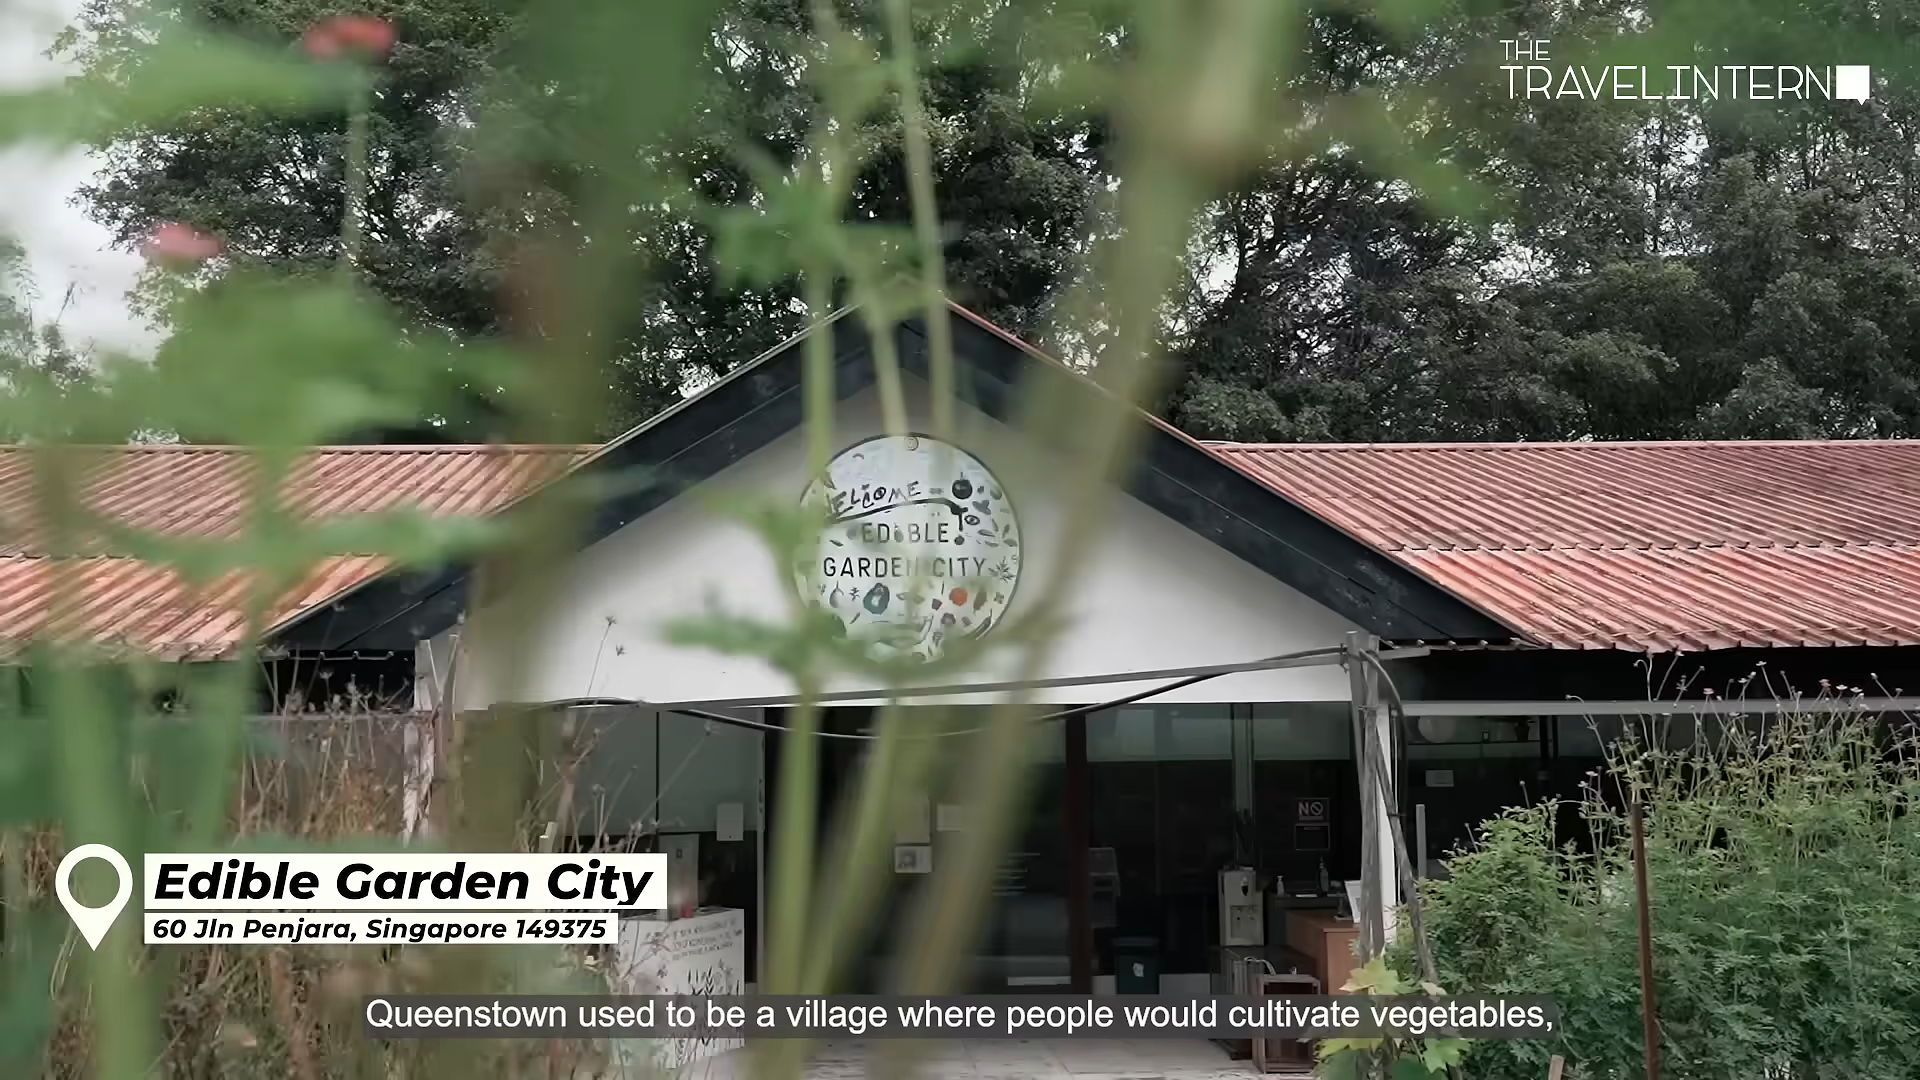 THE
TRAVELINTERN
WELCOME
TO
EDIBLE
GARDEN CITY
NO
Edible Garden City
60 Jln Penjara, Singapore 149375
Queenstown used to be a village where people would cultivate vegetables,